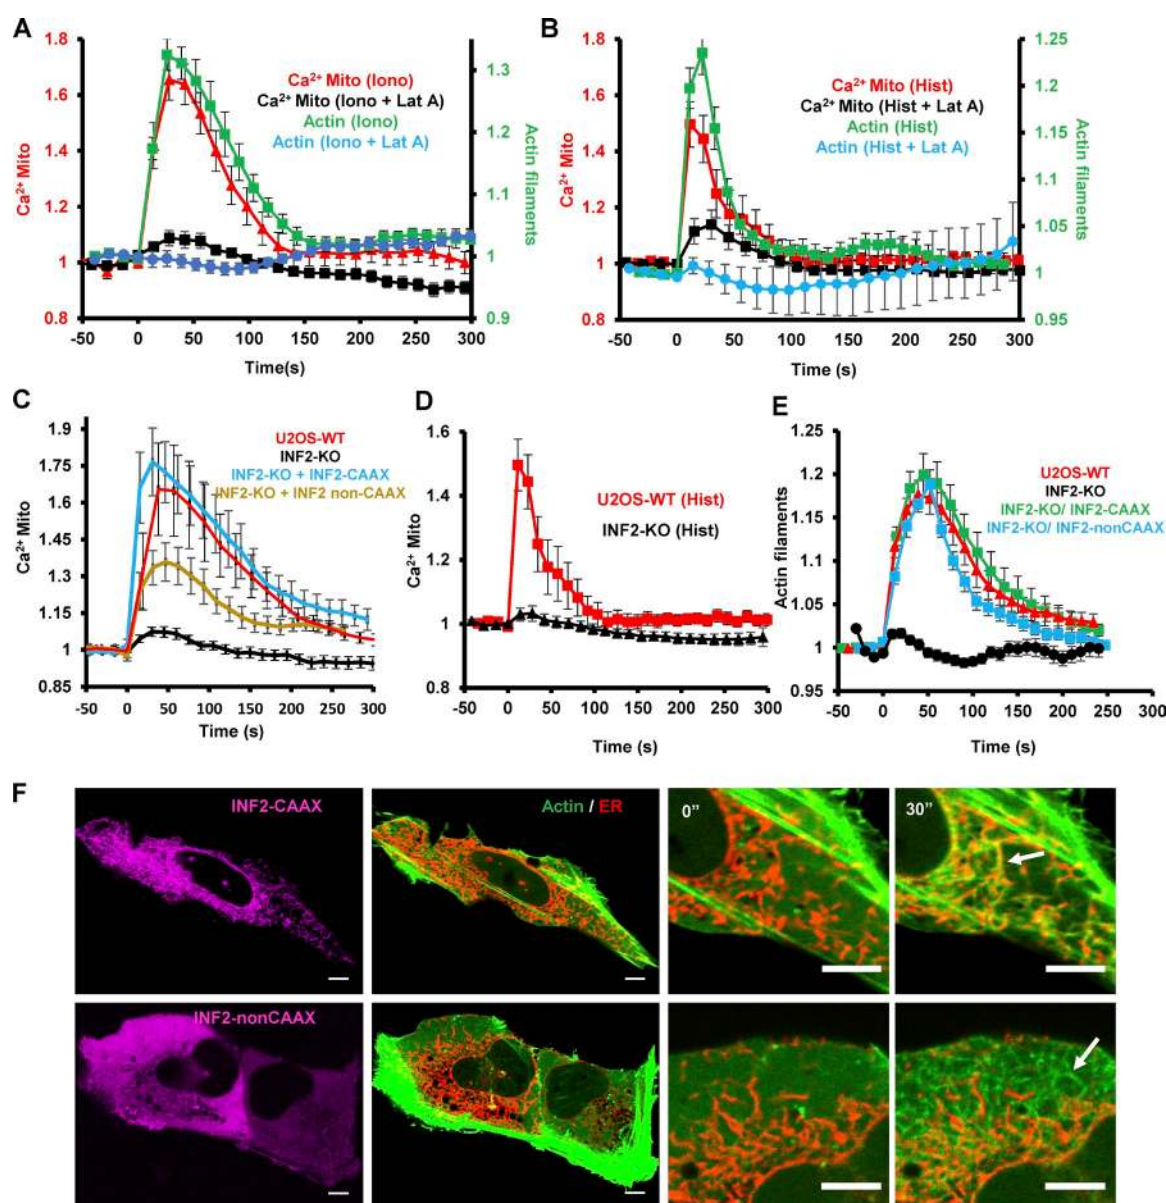 A
1.8
1.6
1.4
1.2
1
0.8
Ca²⁺ Mito
Ca²⁺ Mito (Iono)
Ca²⁺ Mito (Iono + Lat A)
Actin (Iono)
Actin (Iono + Lat A)
1.3
1.2
1.1
1
0.9
Actin filaments
-50 0 50 100 150 200 250 300
Time(s)
B
1.8
1.6
1.4
1.2
1
0.8
Ca²⁺ Mito
Ca²⁺ Mito (Hist)
Ca²⁺ Mito (Hist + Lat A)
Actin (Hist)
Actin (Hist + Lat A)
1.25
1.2
1.15
1.1
1.05
1
0.95
Actin filaments
-50 0 50 100 150 200 250 300
Time (s)
C
1.9
1.75
1.6
1.45
1.3
1.15
1
0.85
Ca²⁺ Mito
U2OS-WT
INF2-KO
INF2-KO + INF2-CAAX
INF2-KO + INF2 non-CAAX
-50 0 50 100 150 200 250 300
Time (s)
D
1.6
1.4
1.2
1
0.8
Ca²⁺ Mito
U2OS-WT (Hist)
INF2-KO (Hist)
-50 0 50 100 150 200 250 300
Time (s)
E
1.25
1.20
1.15
1.10
1.05
1.00
0.95
Actin filaments
U2OS-WT
INF2-KO
INF2-KO/ INF2-CAAX
INF2-KO/ INF2-nonCAAX
-50 0 50 100 150 200 250 300
Time (s)
F
INF2-CAAX
Actin / ER
0”
30”
INF2-nonCAAX